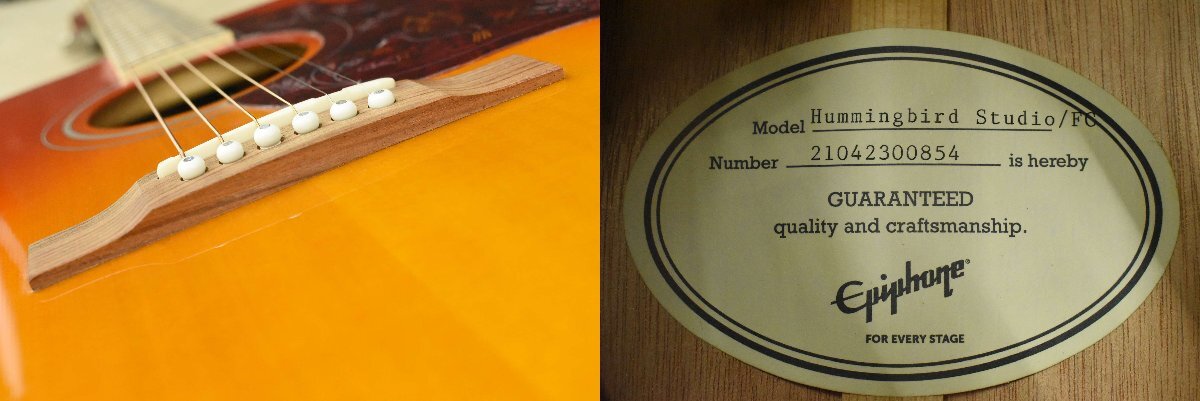 Model Hummingbird Studio/FC
Number 21042300854 is hereby
GUARANTEED
quality and craftsmanship.
Epiphone®
FOR EVERY STAGE